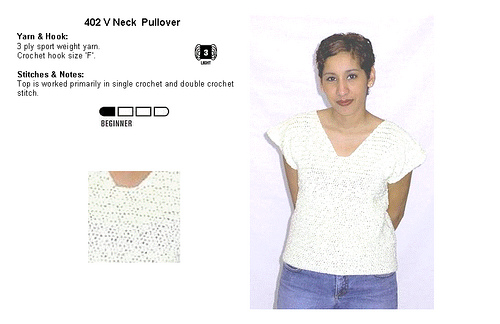 402 V Neck Pullover
Yarn & Hook:
3 ply sport weight yarn.
Crochet hook size "F".
3
LIGHT
Stitches & Notes:
Top is worked primarily in single crochet and double crochet
stitch.
BEGINNER